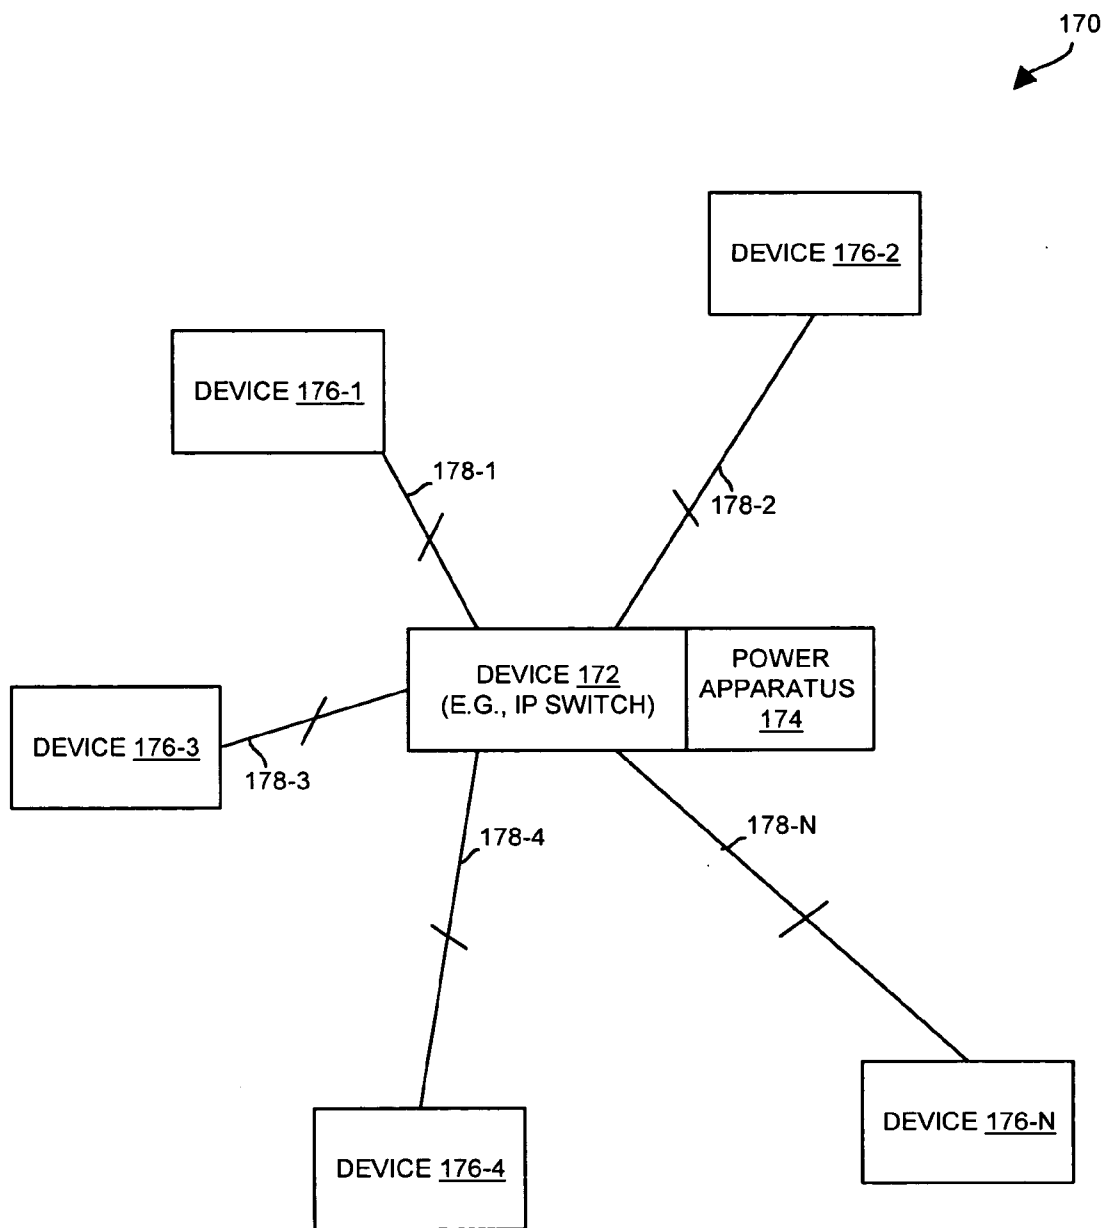 170
DEVICE 176-2
DEVICE 176-1
178-1
178-2
DEVICE 172
(E.G., IP SWITCH)
POWER
APPARATUS
174
DEVICE 176-3
178-3
178-4
178-N
DEVICE 176-N
DEVICE 176-4